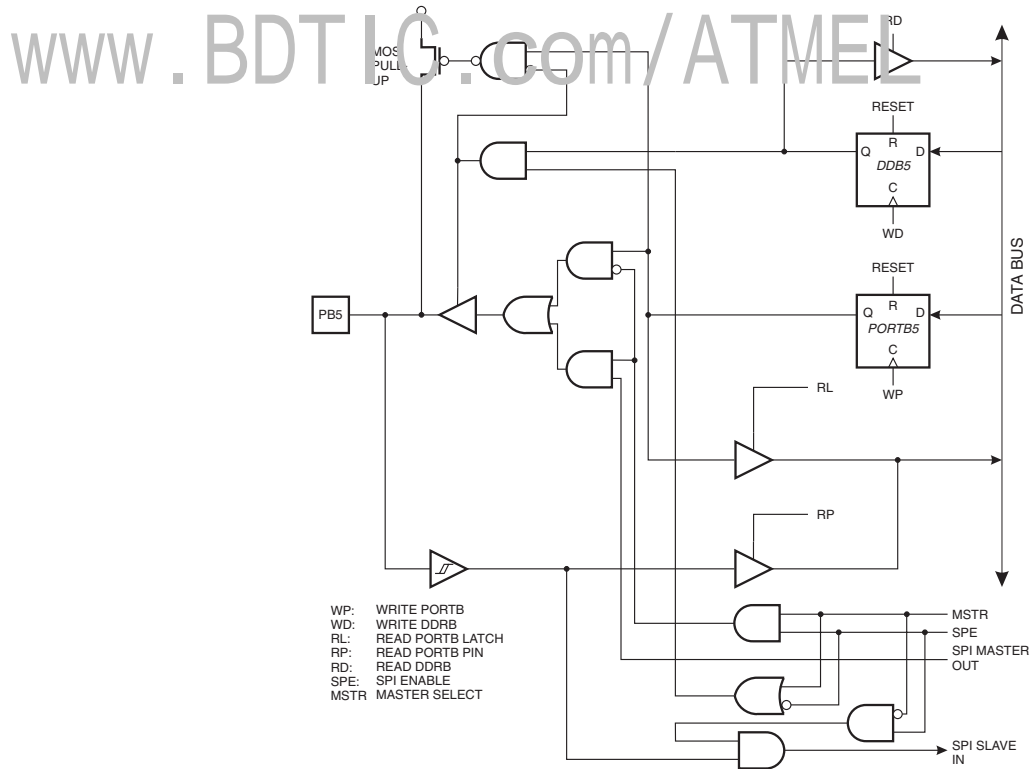 www.BDTIC.com/ATMEL
MOS
PULL-
UP
RD
RESET
R
Q
D
DDB5
C
WD
RESET
R
Q
D
PORTB5
C
WP
DATA BUS
PB5
RL
RP
WP: WRITE PORTB
WD: WRITE DDRB
RL: READ PORTB LATCH
RP: READ PORTB PIN
RD: READ DDRB
SPE: SPI ENABLE
MSTR MASTER SELECT
MSTR
SPE
SPI MASTER
OUT
SPI SLAVE
IN